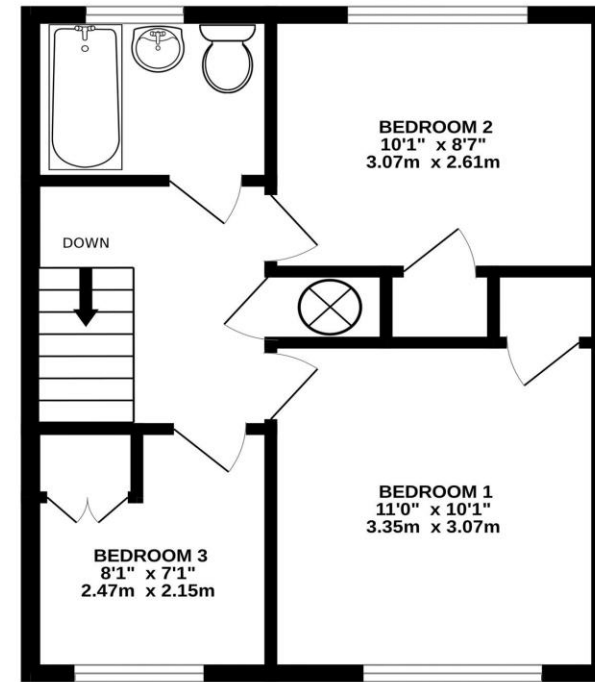 BEDROOM 2
10'1" x 8'7"
3.07m x 2.61m
DOWN
BEDROOM 1
11'0" x 10'1"
3.35m x 3.07m
BEDROOM 3
8'1" x 7'1"
2.47m x 2.15m